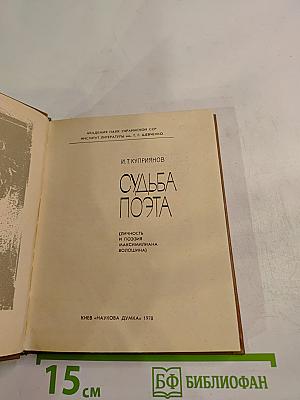 АКАДЕМИЯ НАУК УКРАИНСКОЙ ССР
ИНСТИТУТ ЛИТЕРАТУРЫ им. Т. Г. ШЕВЧЕНКО
И.Т.КУПРИЯНОВ
СУДЬБА
ПОЭТА
(ЛИЧНОСТЬ
И ПОЭЗИЯ
МАКСИМИЛИАНА
ВОЛОШИНА)
КИЕВ «НАУКОВА ДУМКА» 1978
15 см
БФ БИБЛИОФАН